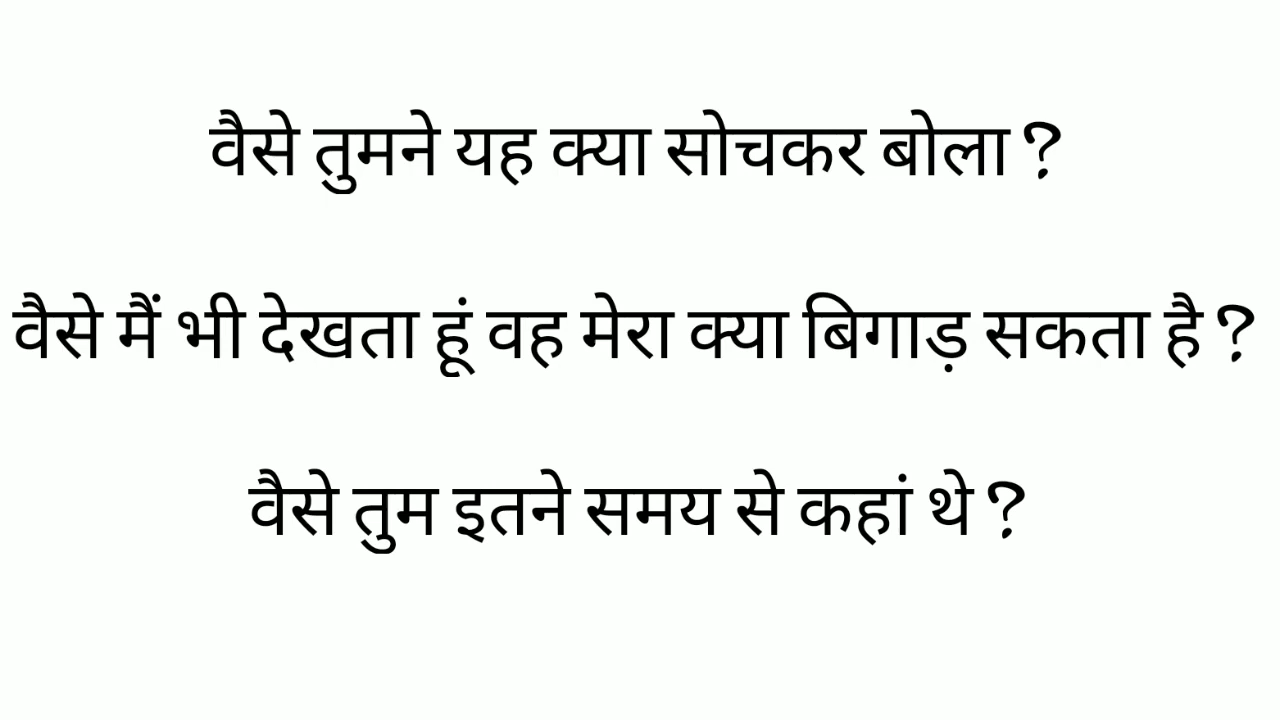 वैसे तुमने यह क्या सोचकर बोला ?
वैसे मैं भी देखता हूं वह मेरा क्या बिगाड़ सकता है ?
वैसे तुम इतने समय से कहां थे ?